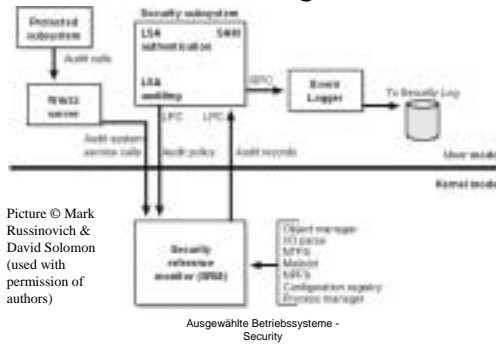 Security subsystem
Protected
subsystem
LSA SAM
authentication
LSA
auditing
Audit calls
Win32
server
RPC
Event
Logger
To Security Log
LPC LPC
Audit system
service calls
Audit policy
Audit records
User mode
Kernel mode
Picture © Mark
Russinovich &
David Solomon
(used with
permission of
authors)
Security
reference
monitor (SRM)
Object manager
I/O parse
NTFS
Mailslot
NPFS
Configuration registry
Process manager
Ausgewählte Betriebssysteme -
Security